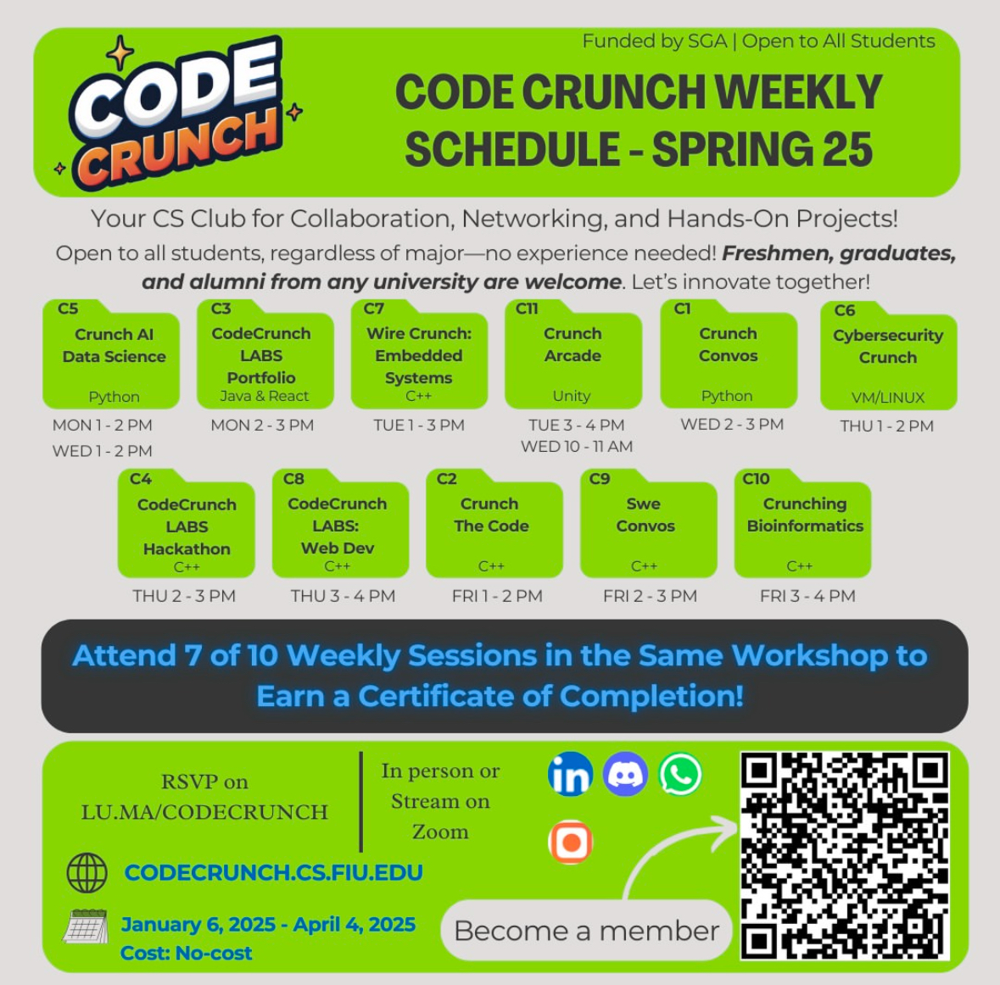 Funded by SGA | Open to All Students
CODE
CRUNCH
CODE CRUNCH WEEKLY
SCHEDULE - SPRING 25
Your CS Club for Collaboration, Networking, and Hands-On Projects!
Open to all students, regardless of major—no experience needed! Freshmen, graduates,
and alumni from any university are welcome. Let's innovate together!
C5
Crunch AI
Data Science
Python
MON 1 - 2 PM
WED 1 - 2 PM
C3
CodeCrunch
LABS
Portfolio
Java & React
MON 2 - 3 PM
C7
Wire Crunch:
Embedded
Systems
C++
TUE 1 - 3 PM
C11
Crunch
Arcade
Unity
TUE 3 - 4 PM
WED 10 - 11 AM
C1
Crunch
Convos
Python
WED 2 - 3 PM
C6
Cybersecurity
Crunch
VM/LINUX
THU 1 - 2 PM
C4
CodeCrunch
LABS
Hackathon
C++
THU 2 - 3 PM
C8
CodeCrunch
LABS:
Web Dev
C++
THU 3 - 4 PM
C2
Crunch
The Code
C++
FRI 1 - 2 PM
C9
Swe
Convos
C++
FRI 2 - 3 PM
C10
Crunching
Bioinformatics
C++
FRI 3 - 4 PM
Attend 7 of 10 Weekly Sessions in the Same Workshop to
Earn a Certificate of Completion!
RSVP on
LU.MA/CODECRUNCH
In person or
Stream on
Zoom
in
CODECRUNCH.CS.FIU.EDU
January 6, 2025 - April 4, 2025
Cost: No-cost
Become a member